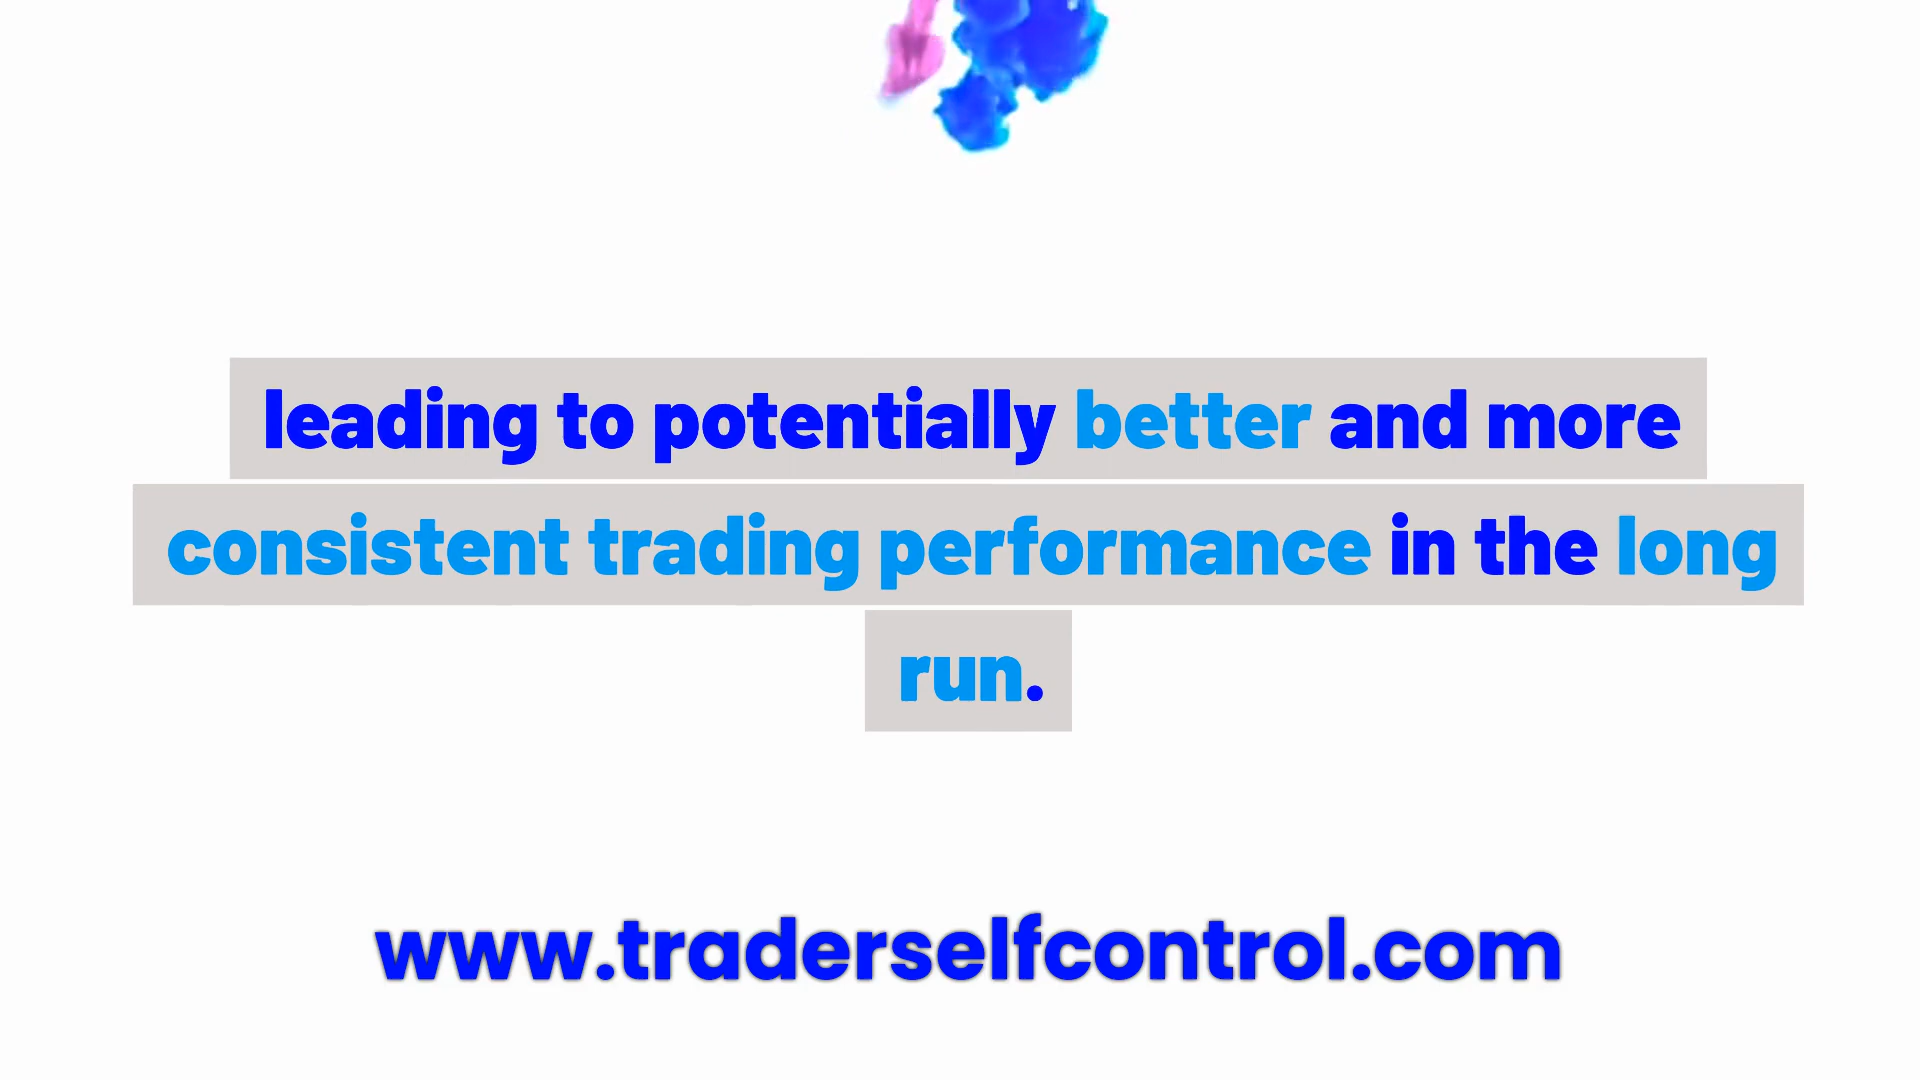 leading to potentially better and more
consistent trading performance in the long
run.
www.traderselfcontrol.com